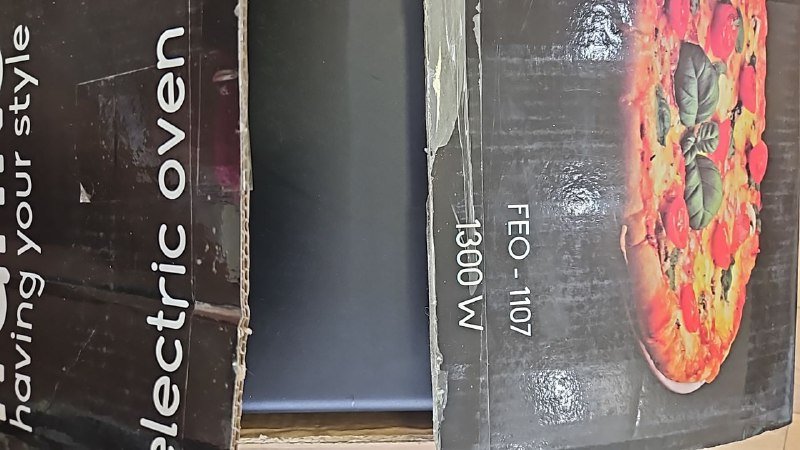 having your style
electric oven
FEO - 1107
1300 W